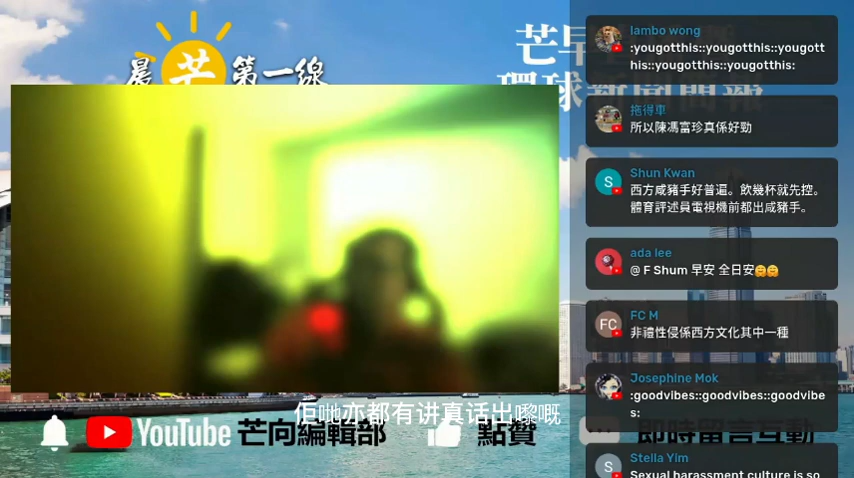 晨芒第一線
芒早
環球新聞簡報
佢哋亦都有讲真话出嚟嘅
YouTube 芒向編輯部
點贊
即時留言互動
lambo wong
:yougotthis::yougotthis::yougott
his::yougotthis::yougotthis:
拖得車
所以陳馮富珍真係好勁
S
Shun Kwan
西方咸豬手好普遍。飲幾杯就先控。
體育評述員電視機前都出咸豬手。
ada lee
@ F Shum 早安 全日安🤗🤗
FC
FC M
非禮性侵係西方文化其中一種
Josephine Mok
:goodvibes::goodvibes::goodvibe
s:
S
Stella Yim
Sexual harassment culture is so